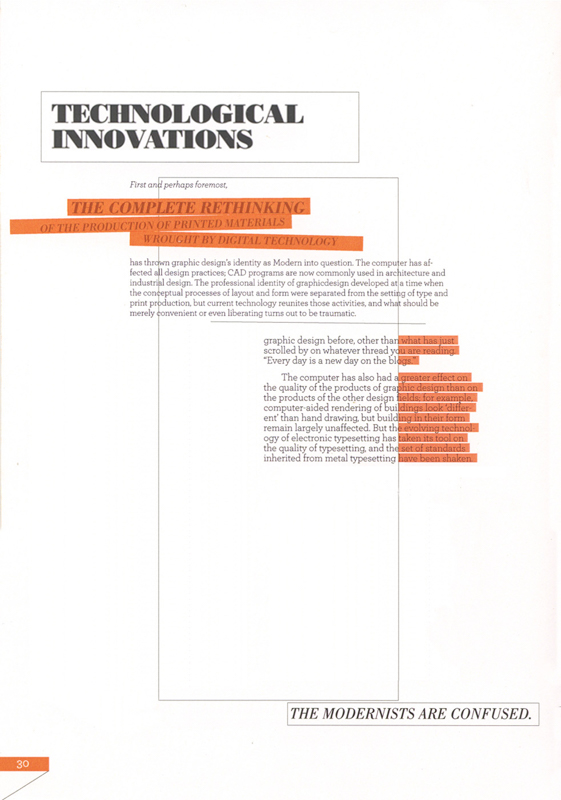 TECHNOLOGICAL
INNOVATIONS
First and perhaps foremost,
THE COMPLETE RETHINKING
OF THE PRODUCTION OF PRINTED MATERIALS
WROUGHT BY DIGITAL TECHNOLOGY
has thrown graphic design's identity as Modern into question. The computer has af-
fected all design practices; CAD programs are now commonly used in architecture and
industrial design. The professional identity of graphicdesign developed at a time when
the conceptual processes of layout and form were separated from the setting of type and
print production, but current technology reunites those activities, and what should be
merely convenient or even liberating turns out to be traumatic.
graphic design before, other than what has just
scrolled by on whatever thread you are reading.
"Every day is a new day on the blogs."
The computer has also had a greater effect on
the quality of the products of graphic design than on
the products of the other design fields; for example,
computer-aided rendering of buildings look 'differ-
ent' than hand drawing, but building in their form
remain largely unaffected. But the evolving technol-
ogy of electronic typesetting has taken its tool on
the quality of typesetting, and the set of standards
inherited from metal typesetting have been shaken.
THE MODERNISTS ARE CONFUSED.
30